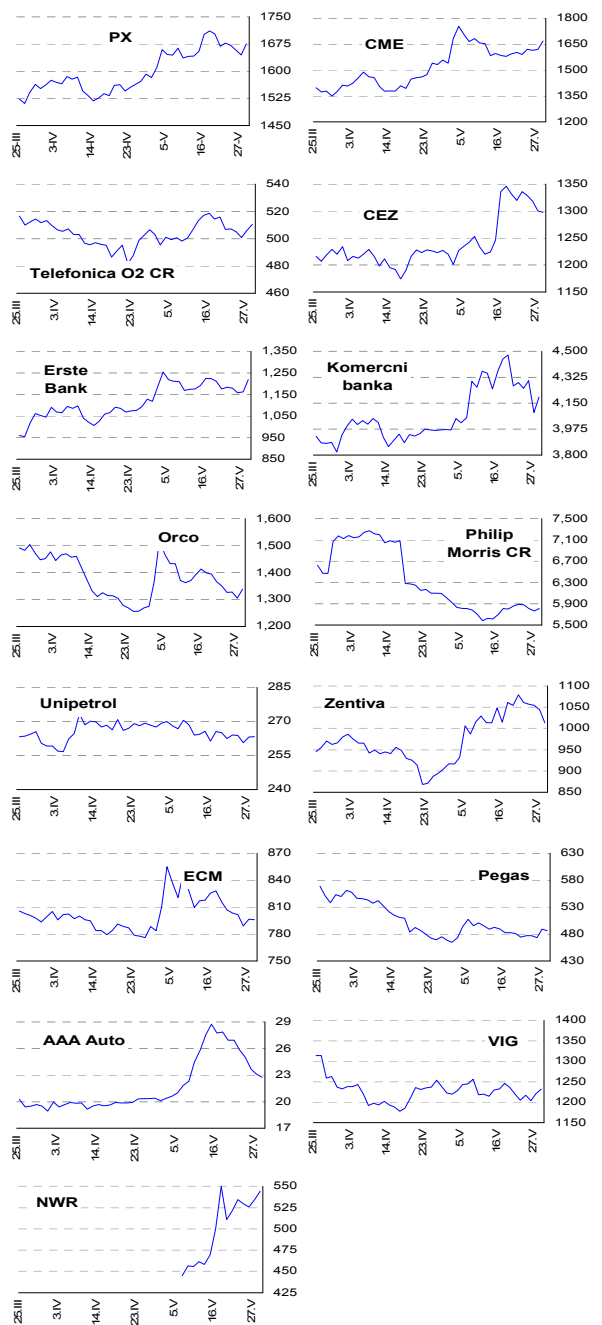 PX
1750
1675
1600
1525
1450
25-III
3-IV
14-IV
23-IV
5-V
16-V
27-V
CME
1800
1650
1500
1350
1200
25.III
3.IV
14.IV
23.IV
5.V
16.V
27.V
Telefonica O2 CR
540
520
500
480
460
25.III
3.IV
14.IV
23.IV
5.V
16.V
27.V
CEZ
1350
1300
1250
1200
1150
25.III
3.IV
14.IV
23.IV
5.V
16.V
27.V
Erste
Bank
1,350
1,250
1,150
1,050
950
850
25.III
3.IV
14.IV
23.IV
5.V
16.V
27.V
Komercni
banka
4,500
4,325
4,150
3,975
3,800
25.III
3.IV
14.IV
23.IV
5.V
16.V
27.V
Orco
1,600
1,500
1,400
1,300
1,200
25.III
3.IV
14.IV
23.IV
5.V
16.V
27.V
Philip
Morris CR
7,500
7,100
6,700
6,300
5,900
5,500
25.III
3.IV
14.IV
23.IV
5.V
16.V
27.V
Unipetrol
285
270
255
240
25.III
3.IV
14.IV
23.IV
5.V
16.V
27.V
Zentiva
1100
1050
1000
950
900
850
25.III
3.IV
14.IV
23.IV
5.V
16.V
27.V
ECM
870
840
810
780
750
25.III
3.IV
14.IV
23.IV
5.V
16.V
27.V
Pegas
630
580
530
480
430
25.III
3.IV
14.IV
23.IV
5.V
16.V
27.V
AAA Auto
29
26
23
20
17
25.III
3.IV
14.IV
23.IV
5.V
16.V
27.V
VIG
1400
1350
1300
1250
1200
1150
25.III
3.IV
14.IV
23.IV
5.V
16.V
27.V
NWR
550
525
500
475
450
425
25.III
3.IV
14.IV
23.IV
5.V
16.V
27.V